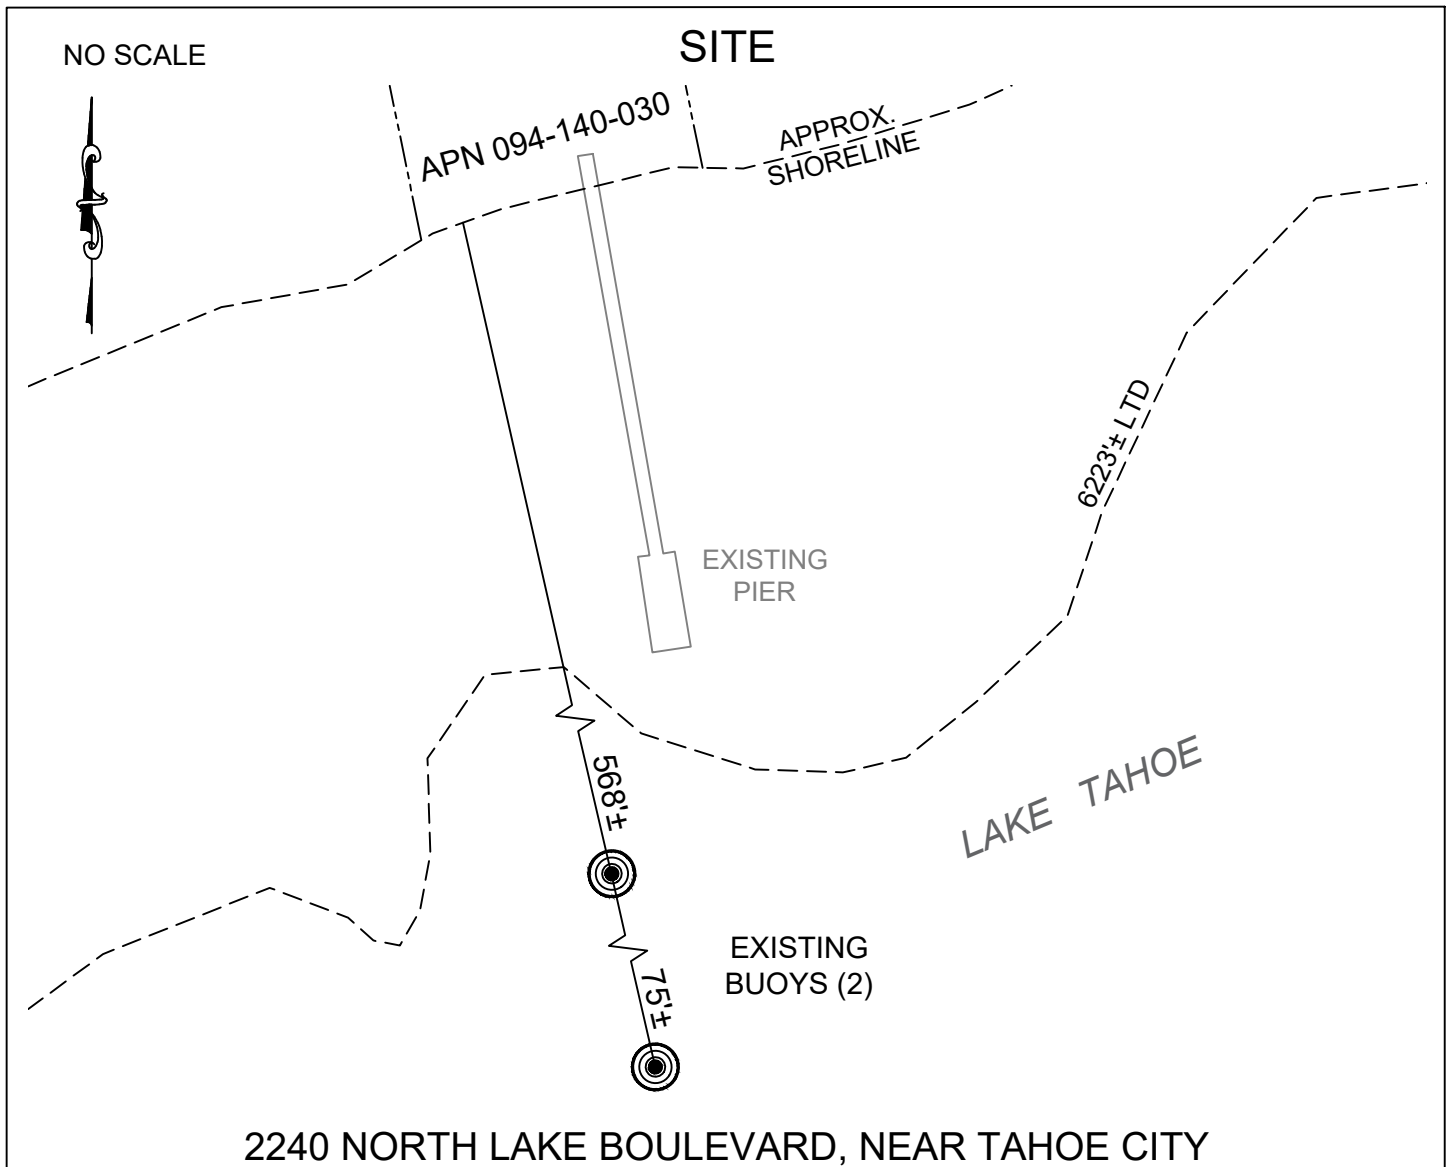 NO SCALE
SITE
APN 094-140-030
APPROX.
SHORELINE
6223'± LTD
EXISTING
PIER
LAKE TAHOE
568'±
EXISTING
BUOYS (2)
75'±
2240 NORTH LAKE BOULEVARD, NEAR TAHOE CITY